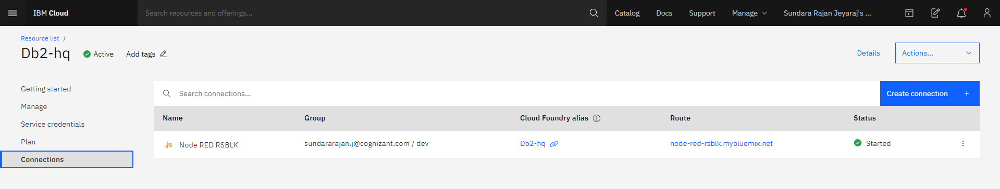 IBM Cloud Search resources and offerings... Catalog Docs Support Manage Sundara Rajan Jeyaraj's ...
Resource list /
Db2-hq Active Add tags Details Actions...
Getting started
Manage
Service credentials
Plan
Connections
Search connections... Create connection +
Name Group Cloud Foundry alias Route Status
.js Node RED RSBLK sundararajan.j@cognizant.com / dev Db2-hq node-red-rsblk.mybluemix.net Started